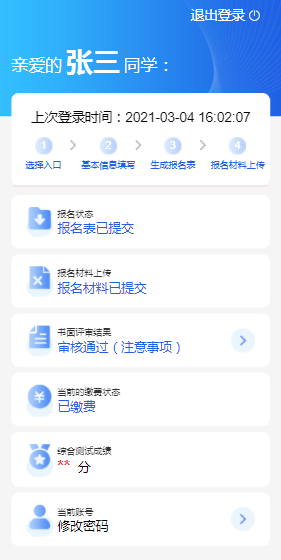 退出登录
亲爱的 张三 同学：
上次登录时间：2021-03-04 16:02:07
1 2 3 4
选择入口 基本信息填写 生成报名表 报名材料上传
报名状态
报名表已提交
报名材料上传
报名材料已提交
书面评审结果
审核通过（注意事项）
当前的缴费状态
已缴费
综合测试成绩
** 分
当前账号
修改密码